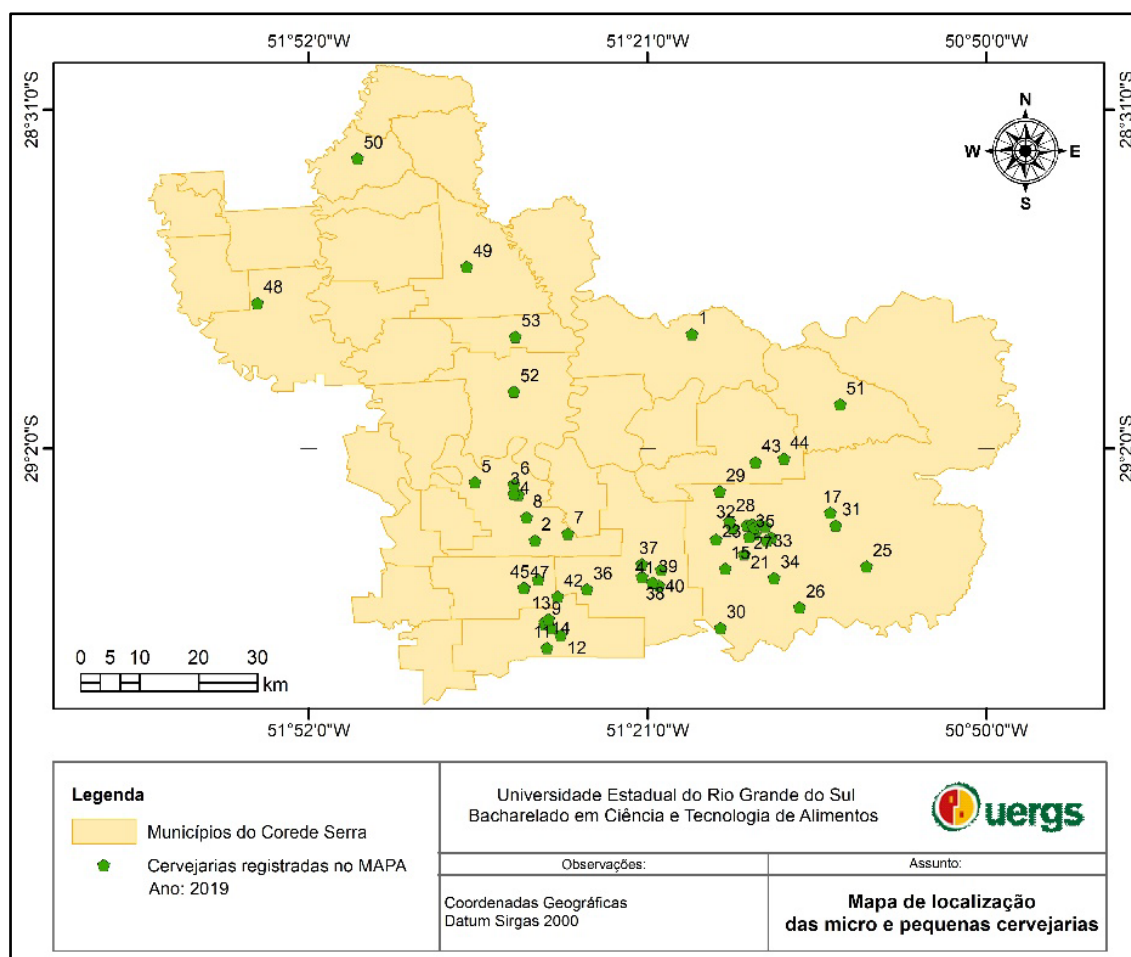 51°52'0"W 51°21'0"W 50°50'0"W
28°31'0"S 28°31'0"S
N
W E
S
50
49
48
53
1
52
51
29°2'0"S 29°2'0"S
43 44
5 6
3
4
29
8
17
32 28 35 31
2 7
23 33
27
37 15
21 34 25
41 39
45 47 42 36 40
38
26
13 9
11 14
12
30
0 5 10 20 30
km
51°52'0"W 51°21'0"W 50°50'0"W
Legenda
Municípios do Corede Serra
Cervejarias registradas no MAPA
Ano: 2019
Universidade Estadual do Rio Grande do Sul
Bacharelado em Ciência e Tecnologia de Alimentos
uergs
Observações:
Assunto:
Coordenadas Geográficas
Datum Sirgas 2000
Mapa de localização
das micro e pequenas cervejarias